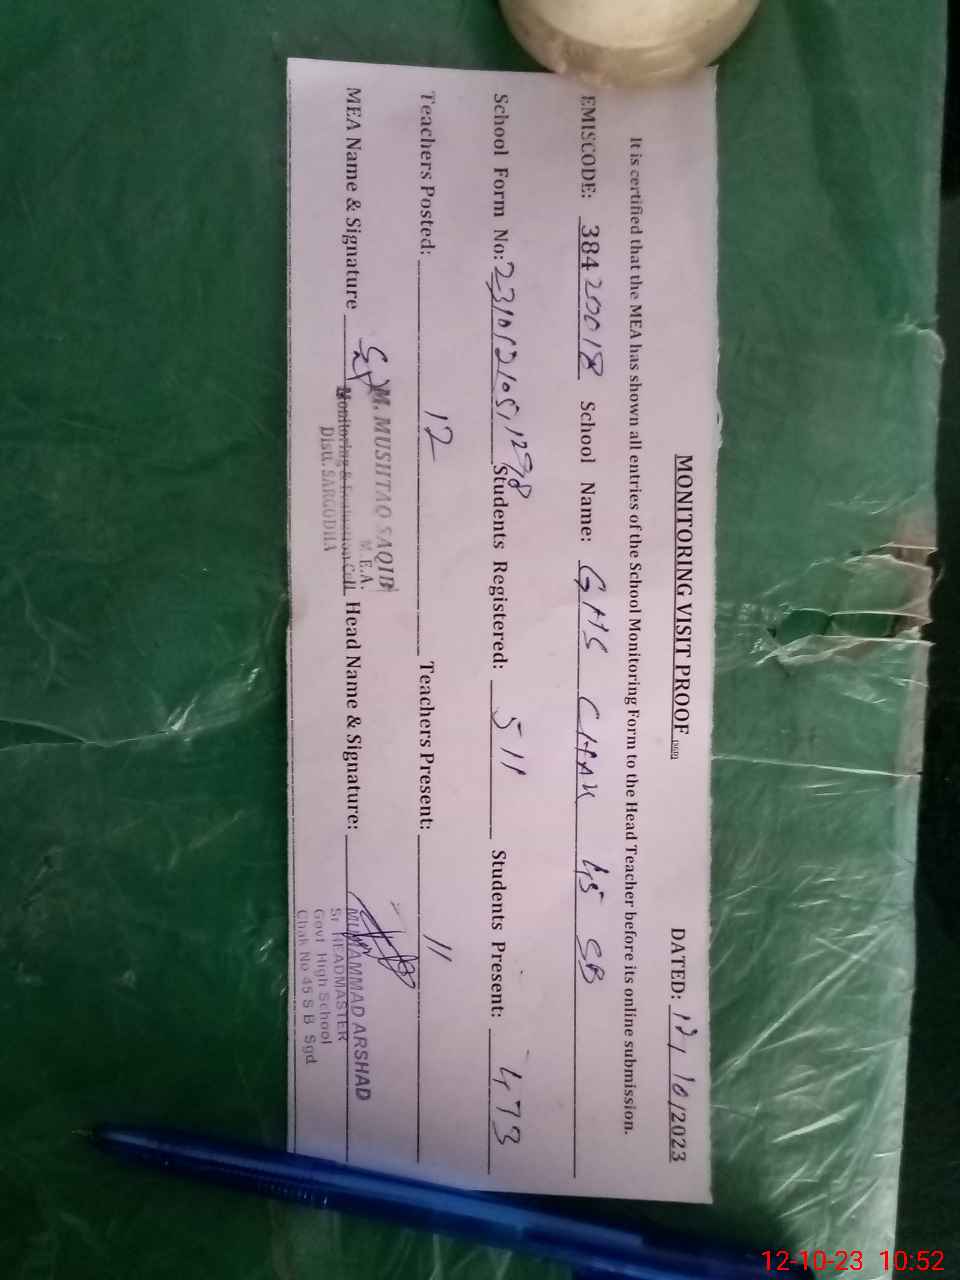 MONITORING VISIT PROOF
DATED: 12/10/2023
It is certified that the MEA has shown all entries of the School Monitoring Form to the Head Teacher before its online submission.
EMISCODE: 38420018 School Name: GHS CHAK 45 SB
School Form No: Students Registered: 511 Students Present: 473
Teachers Posted: 12 Teachers Present: 11
MEA Name & Signature Head Name & Signature:
M. MUSHTAQ SAQIB
M.E.A.
Monitoring & Evaluation Cell
Distt. SARGODHA
MUHAMMAD ARSHAD
Sr HEADMASTER
Govt High School
Chak No 45 S B Sgd
12-10-23 10:52